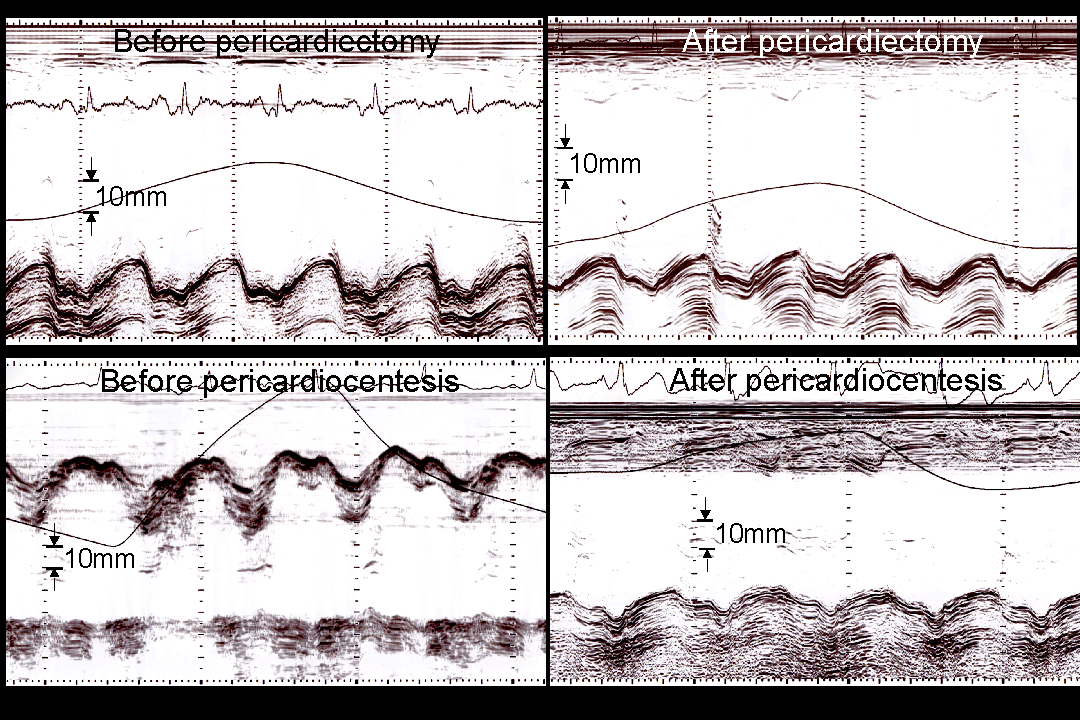 Before pericardiectomy
After pericardiectomy
10mm
10mm
Before pericardiocentesis
After pericardiocentesis
10mm
10mm